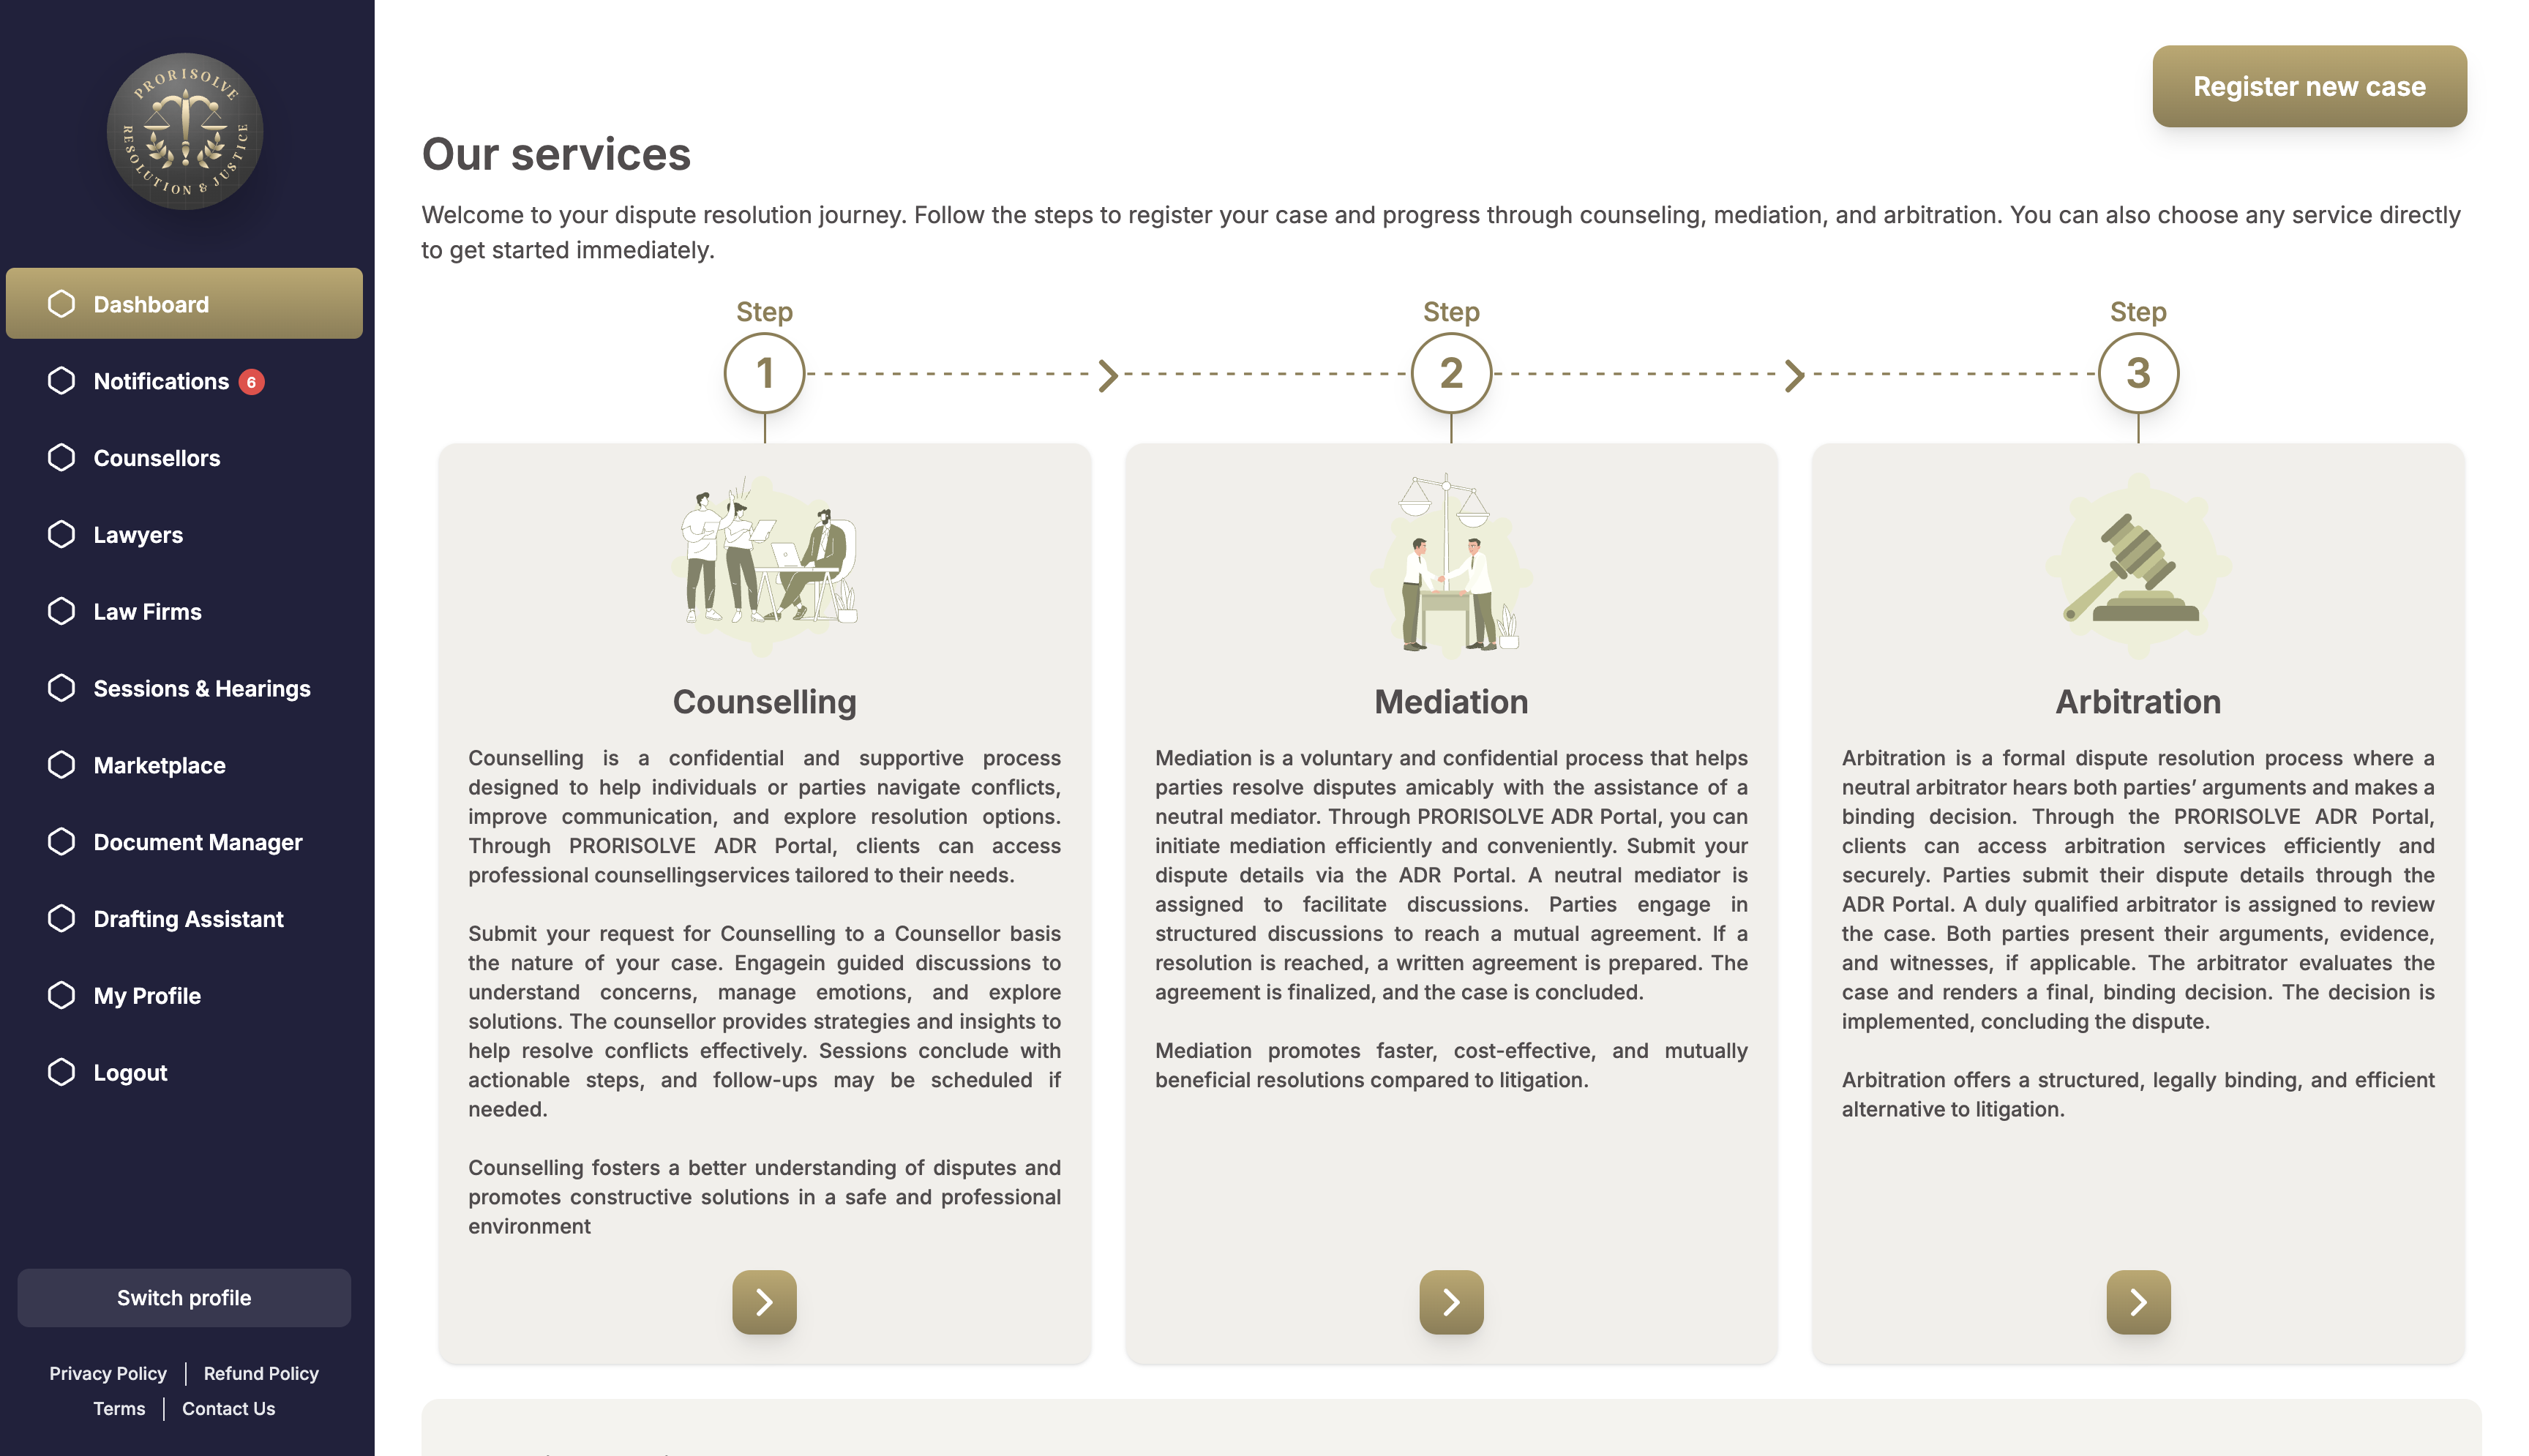 PRORISOLVE
RESOLUTION & JUSTICE
Dashboard
Notifications 6
Counsellors
Lawyers
Law Firms
Sessions & Hearings
Marketplace
Document Manager
Drafting Assistant
My Profile
Logout
Switch profile
Privacy Policy | Refund Policy
Terms | Contact Us
Register new case
Our services
Welcome to your dispute resolution journey. Follow the steps to register your case and progress through counseling, mediation, and arbitration. You can also choose any service directly
to get started immediately.
Step
1
Step
2
Step
3
Counselling
Counselling is a confidential and supportive process
designed to help individuals or parties navigate conflicts,
improve communication, and explore resolution options.
Through PRORISOLVE ADR Portal, clients can access
professional counsellingservices tailored to their needs.
Submit your request for Counselling to a Counsellor basis
the nature of your case. Engagein guided discussions to
understand concerns, manage emotions, and explore
solutions. The counsellor provides strategies and insights to
help resolve conflicts effectively. Sessions conclude with
actionable steps, and follow-ups may be scheduled if
needed.
Counselling fosters a better understanding of disputes and
promotes constructive solutions in a safe and professional
environment
Mediation
Mediation is a voluntary and confidential process that helps
parties resolve disputes amicably with the assistance of a
neutral mediator. Through PRORISOLVE ADR Portal, you can
initiate mediation efficiently and conveniently. Submit your
dispute details via the ADR Portal. A neutral mediator is
assigned to facilitate discussions. Parties engage in
structured discussions to reach a mutual agreement. If a
resolution is reached, a written agreement is prepared. The
agreement is finalized, and the case is concluded.
Mediation promotes faster, cost-effective, and mutually
beneficial resolutions compared to litigation.
Arbitration
Arbitration is a formal dispute resolution process where a
neutral arbitrator hears both parties’ arguments and makes a
binding decision. Through the PRORISOLVE ADR Portal,
clients can access arbitration services efficiently and
securely. Parties submit their dispute details through the
ADR Portal. A duly qualified arbitrator is assigned to review
the case. Both parties present their arguments, evidence,
and witnesses, if applicable. The arbitrator evaluates the
case and renders a final, binding decision. The decision is
implemented, concluding the dispute.
Arbitration offers a structured, legally binding, and efficient
alternative to litigation.